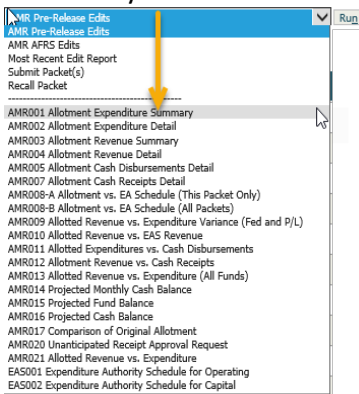 AMR Pre-Release Edits Run
AMR Pre-Release Edits
AMR AFRS Edits
Most Recent Edit Report
Submit Packet(s)
Recall Packet
------------------------------------------------
AMR001 Allotment Expenditure Summary
AMR002 Allotment Expenditure Detail
AMR003 Allotment Revenue Summary
AMR004 Allotment Revenue Detail
AMR005 Allotment Cash Disbursements Detail
AMR007 Allotment Cash Receipts Detail
AMR008-A Allotment vs. EA Schedule (This Packet Only)
AMR008-B Allotment vs. EA Schedule (All Packets)
AMR009 Allotted Revenue vs. Expenditure Variance (Fed and P/L)
AMR010 Allotted Revenue vs. EAS Revenue
AMR011 Allotted Expenditures vs. Cash Disbursements
AMR012 Allotment Revenue vs. Cash Receipts
AMR013 Allotted Revenue vs. Expenditure (All Funds)
AMR014 Projected Monthly Cash Balance
AMR015 Projected Fund Balance
AMR016 Projected Cash Balance
AMR017 Comparison of Original Allotment
AMR020 Unanticipated Receipt Approval Request
AMR021 Allotted Revenue vs. Expenditure
EAS001 Expenditure Authority Schedule for Operating
EAS002 Expenditure Authority Schedule for Capital